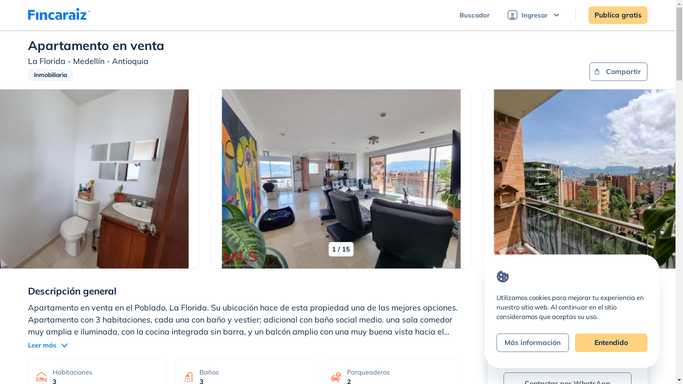 Fincaraiz
Buscador
Ingresar
Publica gratis
Apartamento en venta
La Florida - Medellín - Antioquia
Inmobiliaria
Compartir
1 / 15
Descripción general
Apartamento en venta en el Poblado, La Florida. Su ubicación hace de esta propiedad una de las mejores opciones.
Apartamento con 3 habitaciones, cada una con baño y vestier; adicional con baño social medio. una sala comedor
muy amplia e iluminada, con la cocina integrada sin barra, y un balcón amplio con una muy buena vista hacia el...
Leer más
Habitaciones
3
Baños
3
Parqueaderos
2
Utilizamos cookies para mejorar tu experiencia en
nuestro sitio web. Al continuar en el sitio
consideramos que aceptas su uso.
Más información
Entendido
Contactar por WhatsApp